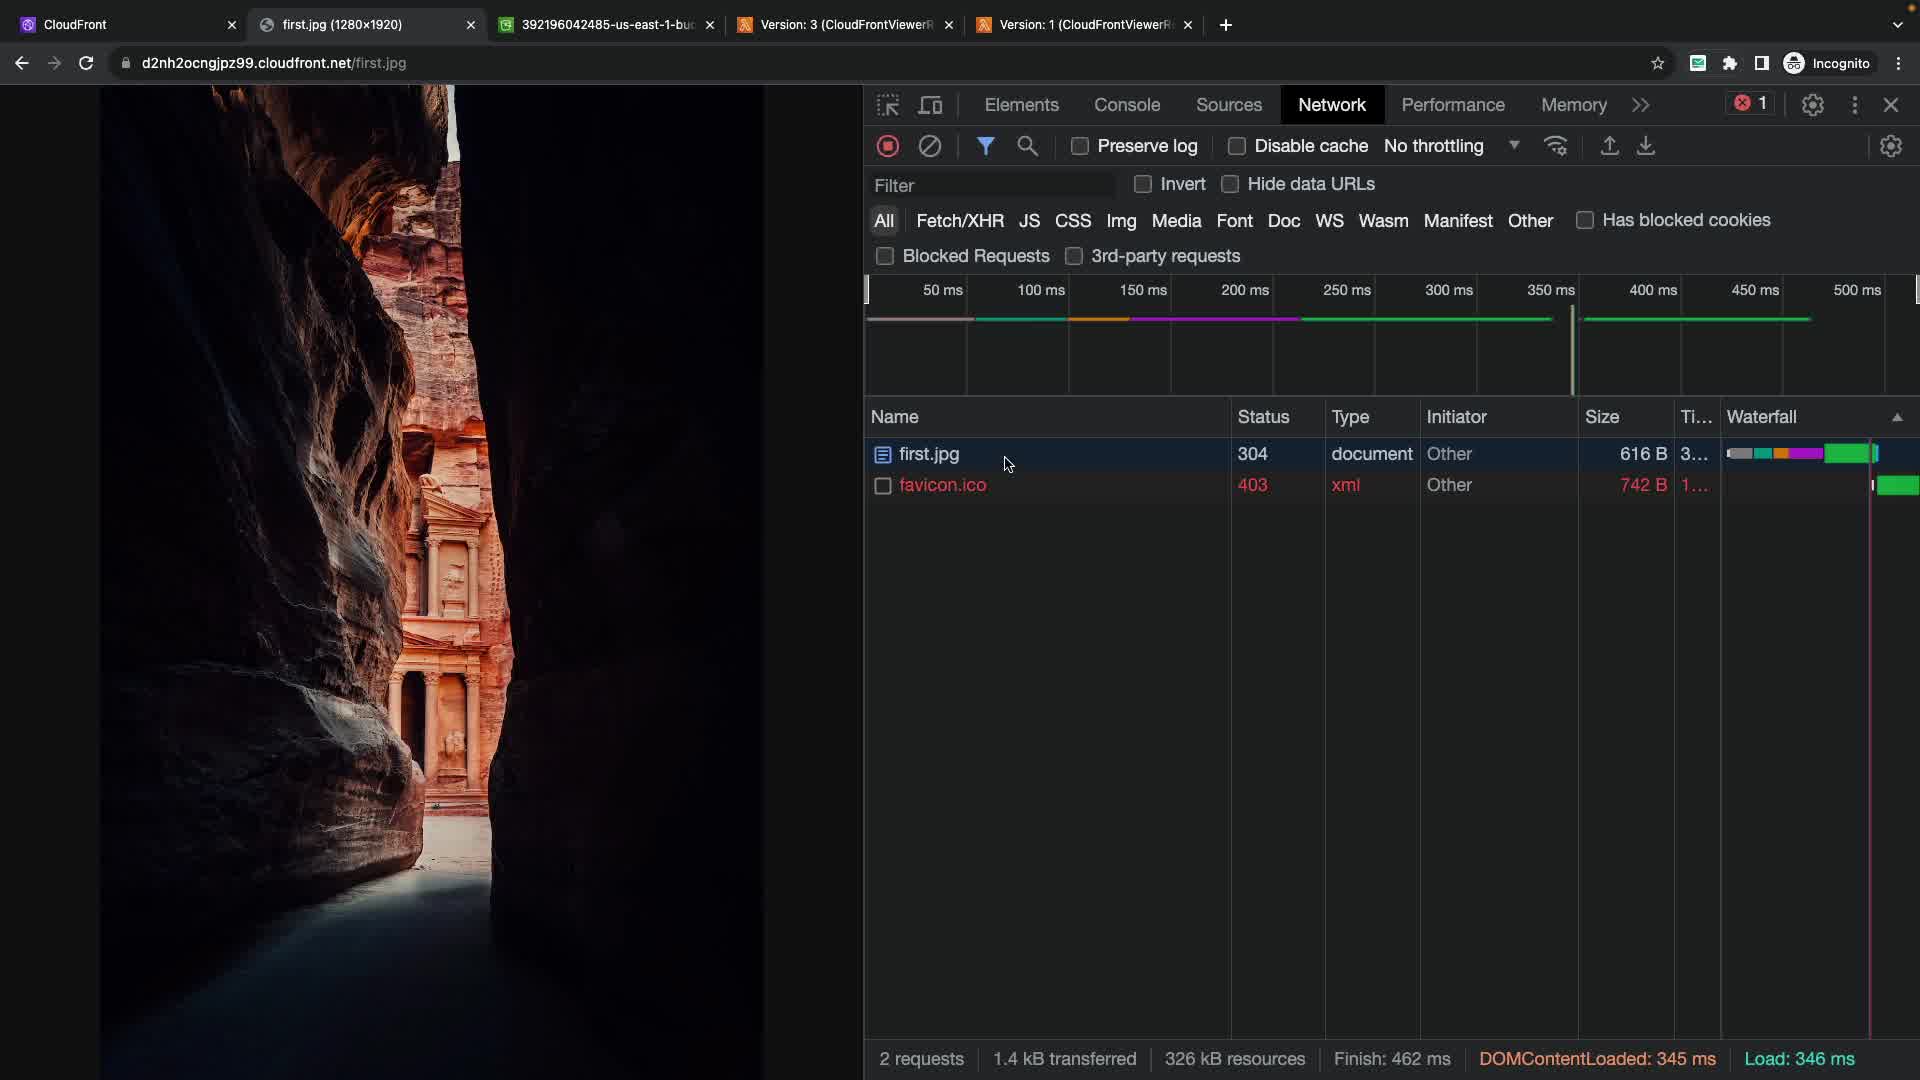 CloudFront
first.jpg (1280×1920)
392196042485-us-east-1-buc
Version: 3 (CloudFrontViewerR
Version: 1 (CloudFrontViewerR
d2nh2ocngjpz99.cloudfront.net/first.jpg
Incognito
Elements Console Sources Network Performance Memory 1
Preserve log Disable cache No throttling
Filter Invert Hide data URLs
All Fetch/XHR JS CSS Img Media Font Doc WS Wasm Manifest Other Has blocked cookies
Blocked Requests 3rd-party requests
50 ms 100 ms 150 ms 200 ms 250 ms 300 ms 350 ms 400 ms 450 ms 500 ms
Name Status Type Initiator Size Ti... Waterfall
first.jpg 304 document Other 616 B 3...
favicon.ico 403 xml Other 742 B 1...
2 requests 1.4 kB transferred 326 kB resources Finish: 462 ms DOMContentLoaded: 345 ms Load: 346 ms